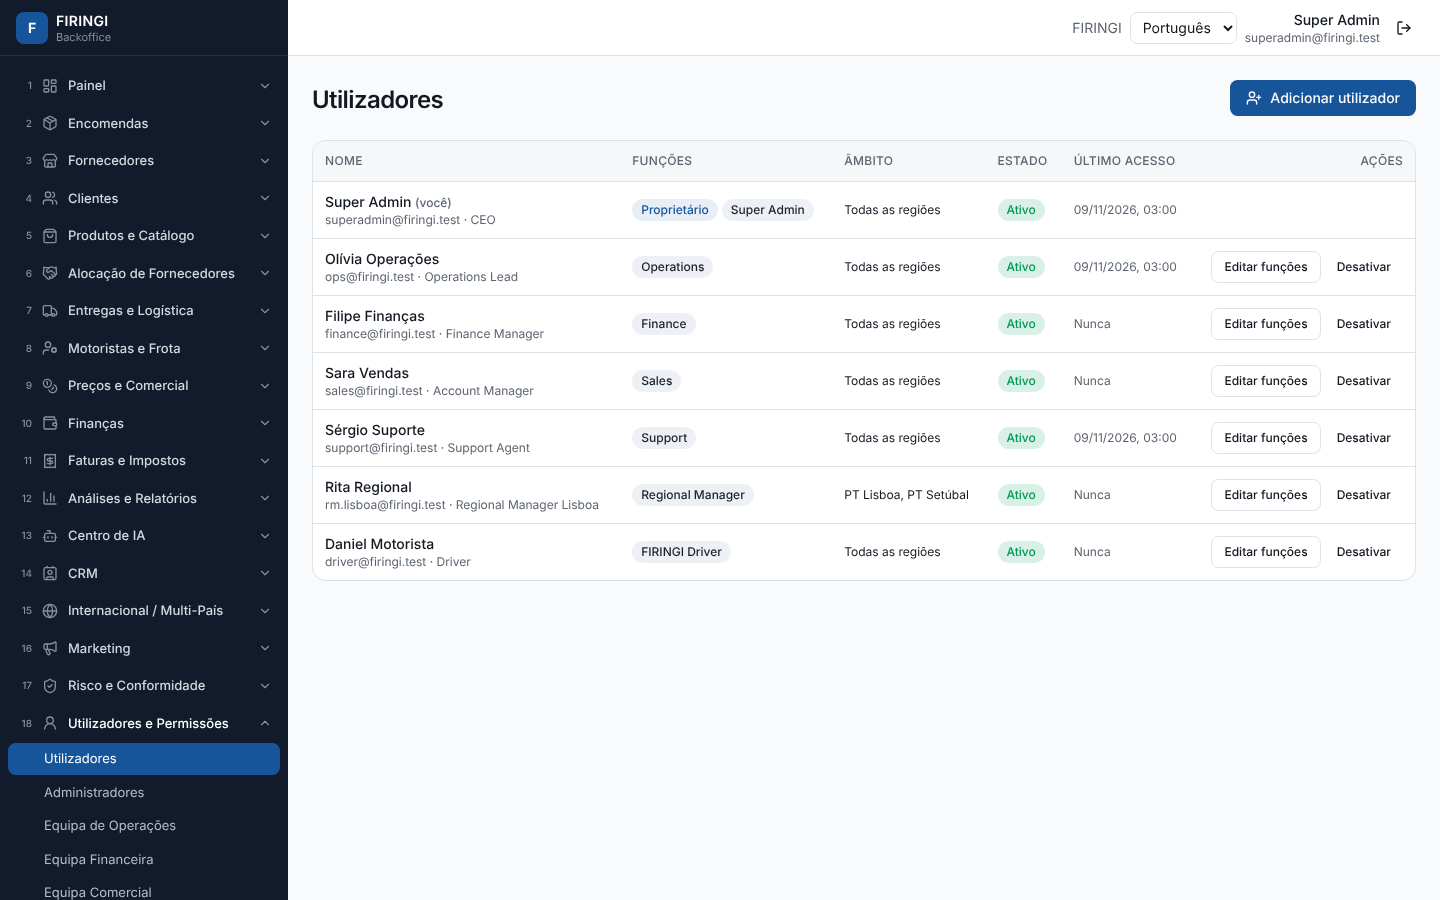 F
FIRINGI
Backoffice
1 Painel
2 Encomendas
3 Fornecedores
4 Clientes
5 Produtos e Catálogo
6 Alocação de Fornecedores
7 Entregas e Logística
8 Motoristas e Frota
9 Preços e Comercial
10 Finanças
11 Faturas e Impostos
12 Análises e Relatórios
13 Centro de IA
14 CRM
15 Internacional / Multi-País
16 Marketing
17 Risco e Conformidade
18 Utilizadores e Permissões
Utilizadores
Administradores
Equipa de Operações
Equipa Financeira
Equipa Comercial
FIRINGI Português Super Admin
superadmin@firingi.test
Utilizadores Adicionar utilizador
NOME FUNÇÕES ÂMBITO ESTADO ÚLTIMO ACESSO AÇÕES
Super Admin (você)
superadmin@firingi.test · CEO
Proprietário Super Admin Todas as regiões Ativo 09/11/2026, 03:00
Olívia Operações
ops@firingi.test · Operations Lead
Operations Todas as regiões Ativo 09/11/2026, 03:00 Editar funções Desativar
Filipe Finanças
finance@firingi.test · Finance Manager
Finance Todas as regiões Ativo Nunca Editar funções Desativar
Sara Vendas
sales@firingi.test · Account Manager
Sales Todas as regiões Ativo Nunca Editar funções Desativar
Sérgio Suporte
support@firingi.test · Support Agent
Support Todas as regiões Ativo 09/11/2026, 03:00 Editar funções Desativar
Rita Regional
rm.lisboa@firingi.test · Regional Manager Lisboa
Regional Manager PT Lisboa, PT Setúbal Ativo Nunca Editar funções Desativar
Daniel Motorista
driver@firingi.test · Driver
FIRINGI Driver Todas as regiões Ativo Nunca Editar funções Desativar